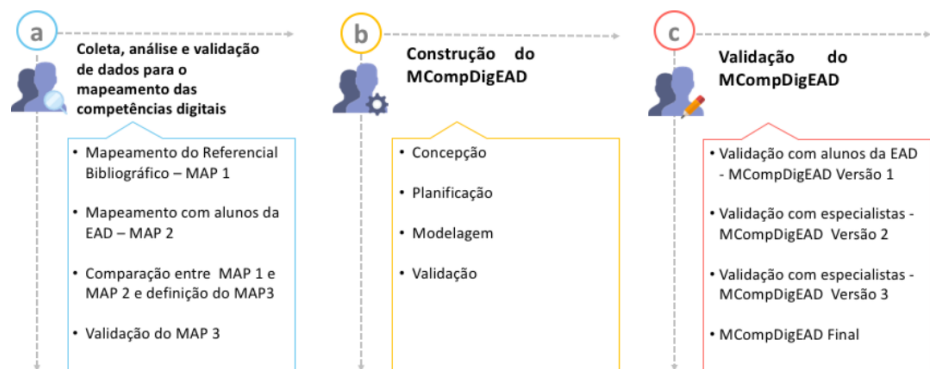 a
Coleta, análise e validação
de dados para o
mapeamento das
competências digitais
• Mapeamento do Referencial
Bibliográfico – MAP 1
• Mapeamento com alunos da
EAD – MAP 2
• Comparação entre MAP 1 e
MAP 2 e definição do MAP3
• Validação do MAP 3
b
Construção do
MCompDigEAD
• Concepção
• Planificação
• Modelagem
• Validação
c
Validação do
MCompDigEAD
• Validação com alunos da EAD
- MCompDigEAD Versão 1
• Validação com especialistas -
MCompDigEAD Versão 2
• Validação com especialistas -
MCompDigEAD Versão 3
• MCompDigEAD Final